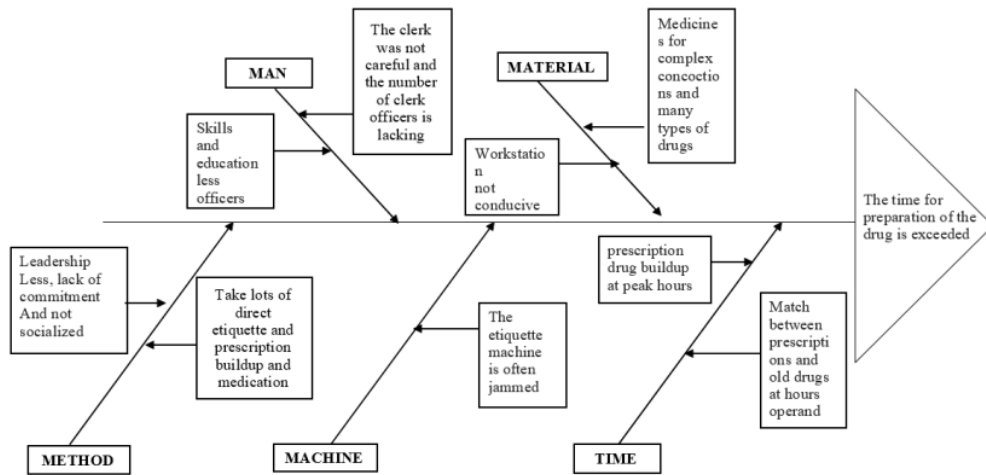 MAN
The clerk
was not
careful and
the number
of clerk
officers is
lacking
Skills
and
education
less
officers
MATERIAL
Medicine
s for
complex
concoctio
ns and
many
types of
drugs
Workstatio
n
not
conducive
The time for
preparation of the
drug is exceeded
Leadership
Less, lack of
commitment
And not
socialized
Take lots of
direct
etiquette and
prescription
buildup and
medication
METHOD
The
etiquette
machine
is often
jammed
MACHINE
prescription
drug buildup
at peak hours
Match
between
prescripti
ons and
old drugs
at hours
operand
TIME